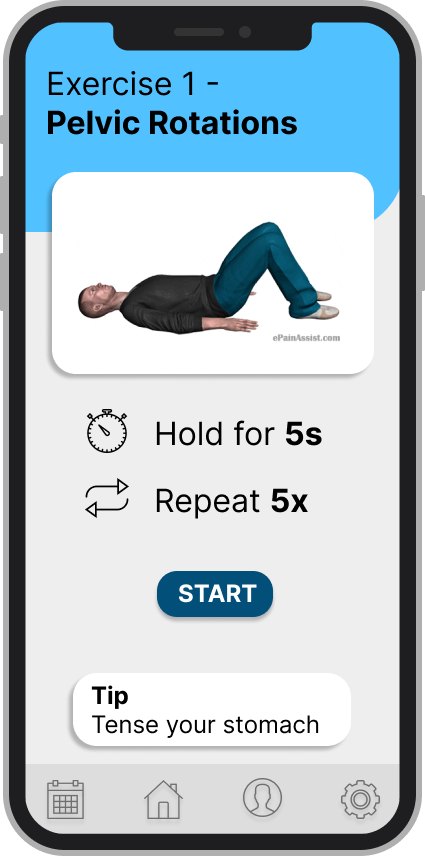 Exercise 1 -
Pelvic Rotations
ePainAssist.com
Hold for 5s
Repeat 5x
START
Tip
Tense your stomach